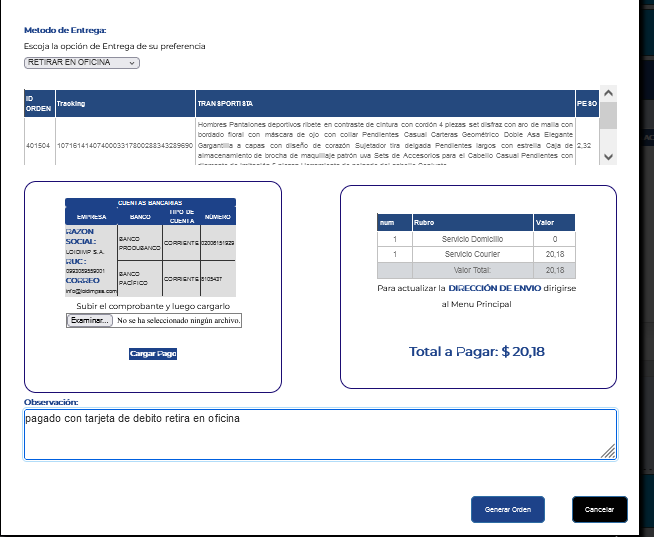 Metodo de Entrega:
Escoja la opción de Entrega de su preferencia
RETIRAR EN OFICINA
ID ORDEN
Tracking
TRANSPORTISTA
PESO
401504
1071614140740003317800288343289690
Hombres Pantalones deportivos ribete en contraste de cintura con cordón 4 piezas set disfraz con aro de malla con
bordado floral con máscara de ojo con collar Pendientes Casual Carteras Geométrico Doble Asa Elegante
Gargantilla a capas con diseño de corazón Sujetador tira delgada Pendientes largos con estrella Caja de
almacenamiento de brocha de maquillaje patrón uva Sets de Accesorios para el Cabello Casual Pendientes con
2,32
CUENTAS BANCARIAS
EMPRESA
BANCO
TIPO DE CUENTA
NÚMERO
RAZON SOCIAL:
LOIDIMP S.A.
RUC :
0993089559001
CORREO
info@loidimpsa.com
BANCO PRODUBANCO
CORRIENTE
02008151929
BANCO PACÍFICO
CORRIENTE
8105437
Subir el comprobante y luego cargarlo
Examinar... No se ha seleccionado ningún archivo.
Cargar Pago
num Rubro Valor
1 Servicio Domicilio 0
1 Servicio Courier 20,18
Valor Total: 20,18
Para actualizar la DIRECCIÓN DE ENVIO dirigirse
al Menu Principal
Total a Pagar: $ 20,18
Observación:
pagado con tarjeta de debito retira en oficina
Generar Orden
Cancelar